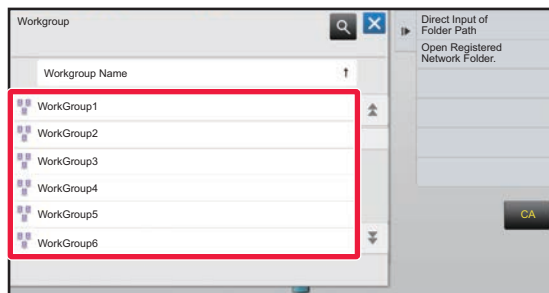 Workgroup
Workgroup Name
WorkGroup1
WorkGroup2
WorkGroup3
WorkGroup4
WorkGroup5
WorkGroup6
Direct Input of
Folder Path
Open Registered
Network Folder.
CA